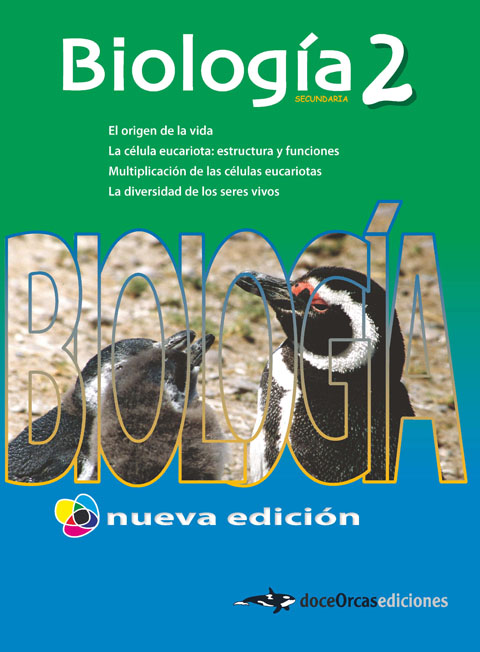 Biología 2
SECUNDARIA
El origen de la vida
La célula eucariota: estructura y funciones
Multiplicación de las células eucariotas
La diversidad de los seres vivos
BIOLOGÍA
nueva edición
doceOrcasediciones